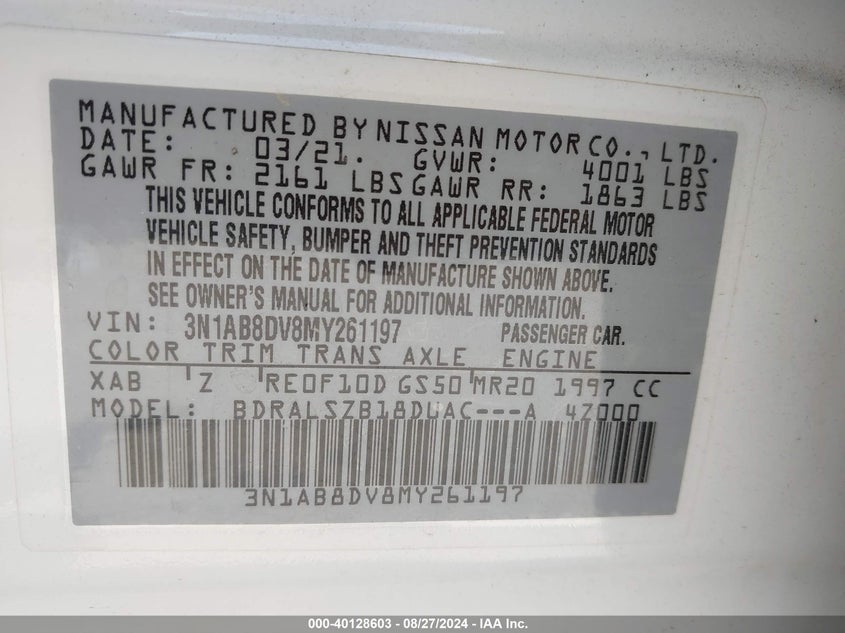 MANUFACTURED BY NISSAN MOTOR CO., LTD.
DATE: 03/21. GVWR: 4001 LBS
GAWR FR: 2161 LBS GAWR RR: 1863 LBS
THIS VEHICLE CONFORMS TO ALL APPLICABLE FEDERAL MOTOR
VEHICLE SAFETY, BUMPER AND THEFT PREVENTION STANDARDS
IN EFFECT ON THE DATE OF MANUFACTURE SHOWN ABOVE.
SEE OWNER'S MANUAL FOR ADDITIONAL INFORMATION.
VIN: 3N1AB8DV8MY261197 PASSENGER CAR.
COLOR TRIM TRANS AXLE ENGINE
XAB Z RE0F10D GS50 MR20 1997 CC
MODEL: BDRALSZB18DUAC---A 4Z000
3N1AB8DV8MY261197
000-40128603 - 08/27/2024 - IAA Inc.